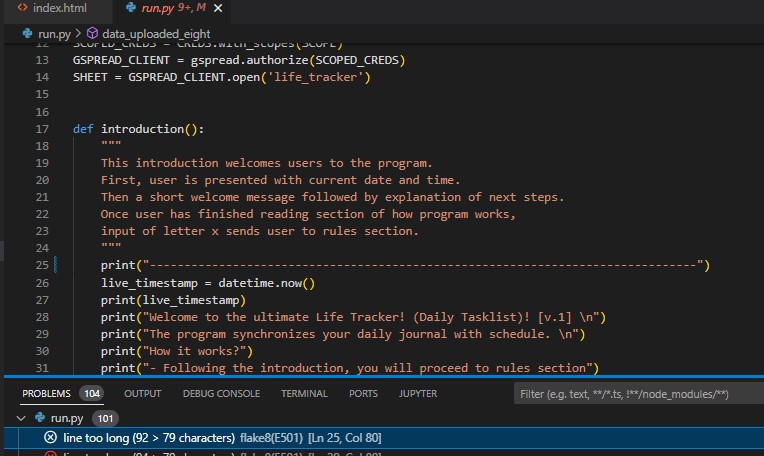 index.html
run.py 9+, M
run.py > data_uploaded_eight
12 SCOPED_CREDS = CREDS.with_scopes(SCOPE)
13 GSPREAD_CLIENT = gspread.authorize(SCOPED_CREDS)
14 SHEET = GSPREAD_CLIENT.open('life_tracker')
15
16
17 def introduction():
18 """
19 This introduction welcomes users to the program.
20 First, user is presented with current date and time.
21 Then a short welcome message followed by explanation of next steps.
22 Once user has finished reading section of how program works,
23 input of letter x sends user to rules section.
24 """
25 print("-------------------------------------------------------------------------------")
26 live_timestamp = datetime.now()
27 print(live_timestamp)
28 print("Welcome to the ultimate Life Tracker! (Daily Tasklist)! [v.1] \n")
29 print("The program synchronizes your daily journal with schedule. \n")
30 print("How it works?")
31 print("- Following the introduction, you will proceed to rules section")
PROBLEMS 104 OUTPUT DEBUG CONSOLE TERMINAL PORTS JUPYTER Filter (e.g. text, **/*.ts, !**/node_modules/**)
run.py 101
line too long (92 > 79 characters) flake8(E501) [Ln 25, Col 80]